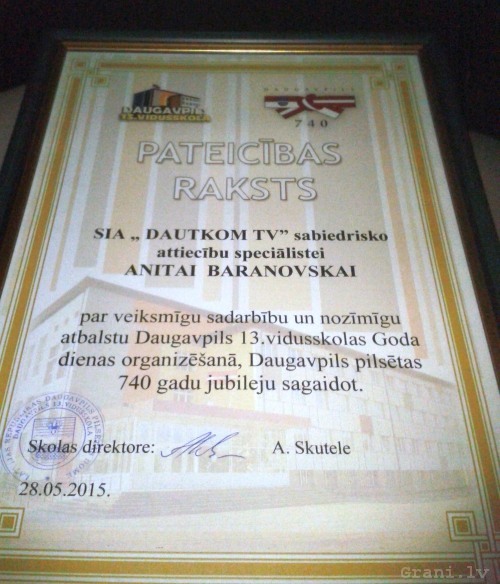 DAUGAVPILS
13.VIDUSSKOLA
DAUGAVPILS
740
PATEICĪBAS
RAKSTS
SIA „ DAUTKOM TV” sabiedrisko
attiecību speciālistei
ANITAI BARANOVSKAI
par veiksmīgu sadarbību un nozīmīgu
atbalstu Daugavpils 13.vidusskolas Goda
dienas organizēšanā, Daugavpils pilsētas
740 gadu jubileju sagaidot.
Skolas direktore:
A. Skutele
28.05.2015.
Grani.lv